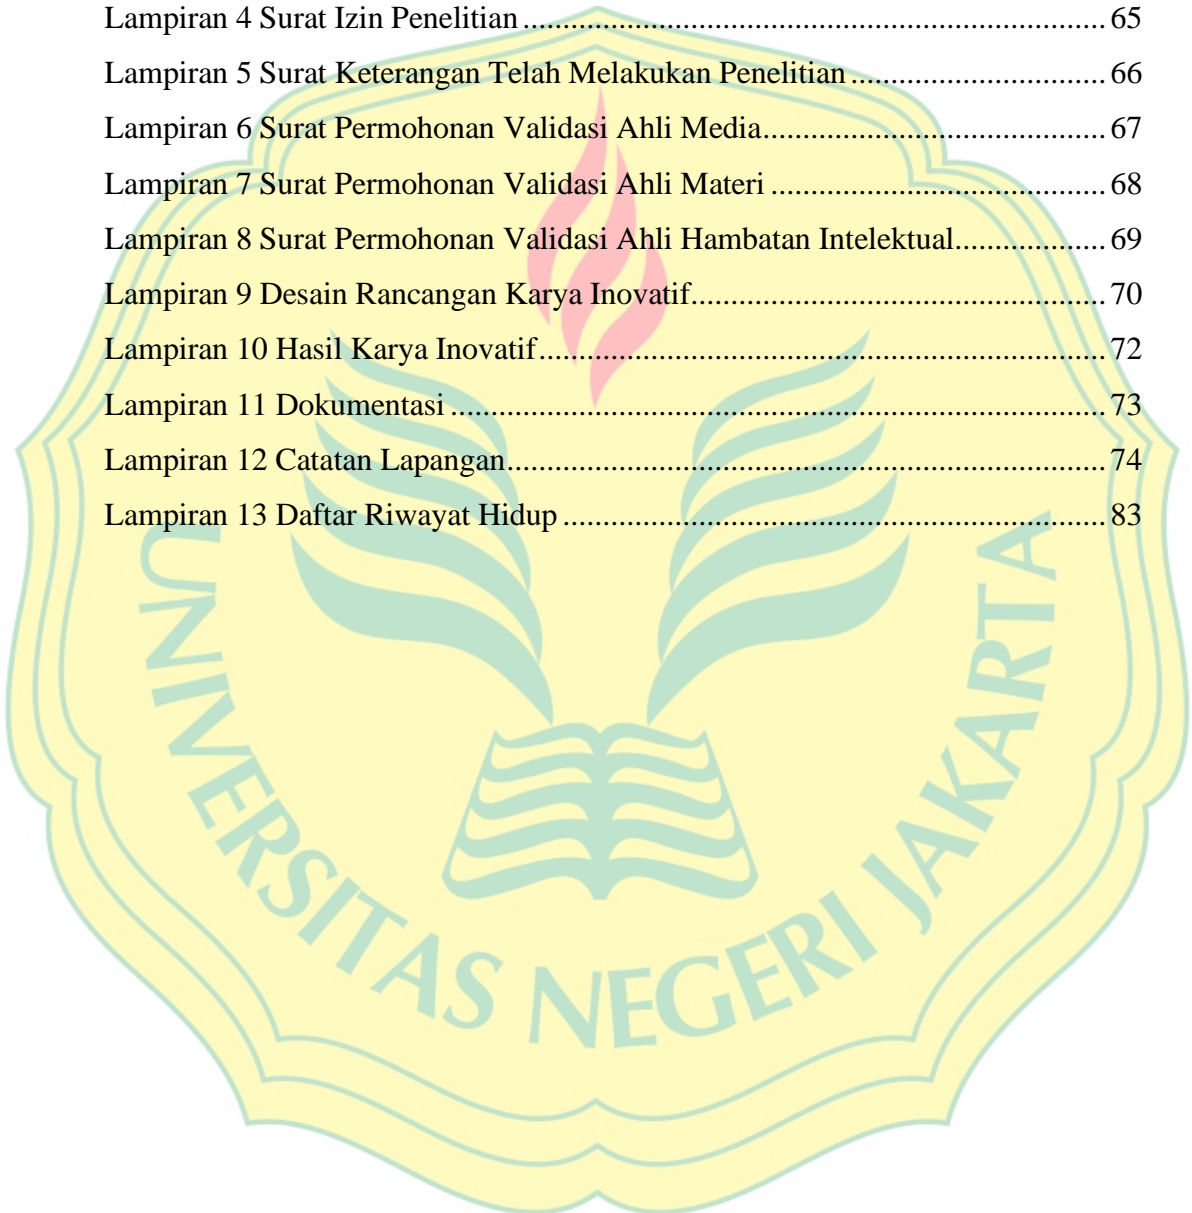 Lampiran 4 Surat Izin Penelitian ........................................................................ 65
Lampiran 5 Surat Keterangan Telah Melakukan Penelitian ................................ 66
Lampiran 6 Surat Permohonan Validasi Ahli Media........................................... 67
Lampiran 7 Surat Permohonan Validasi Ahli Materi .......................................... 68
Lampiran 8 Surat Permohonan Validasi Ahli Hambatan Intelektual................... 69
Lampiran 9 Desain Rancangan Karya Inovatif.................................................... 70
Lampiran 10 Hasil Karya Inovatif....................................................................... 72
Lampiran 11 Dokumentasi .................................................................................. 73
Lampiran 12 Catatan Lapangan........................................................................... 74
Lampiran 13 Daftar Riwayat Hidup .................................................................... 83
UNIVERSITAS NEGERI JAKARTA